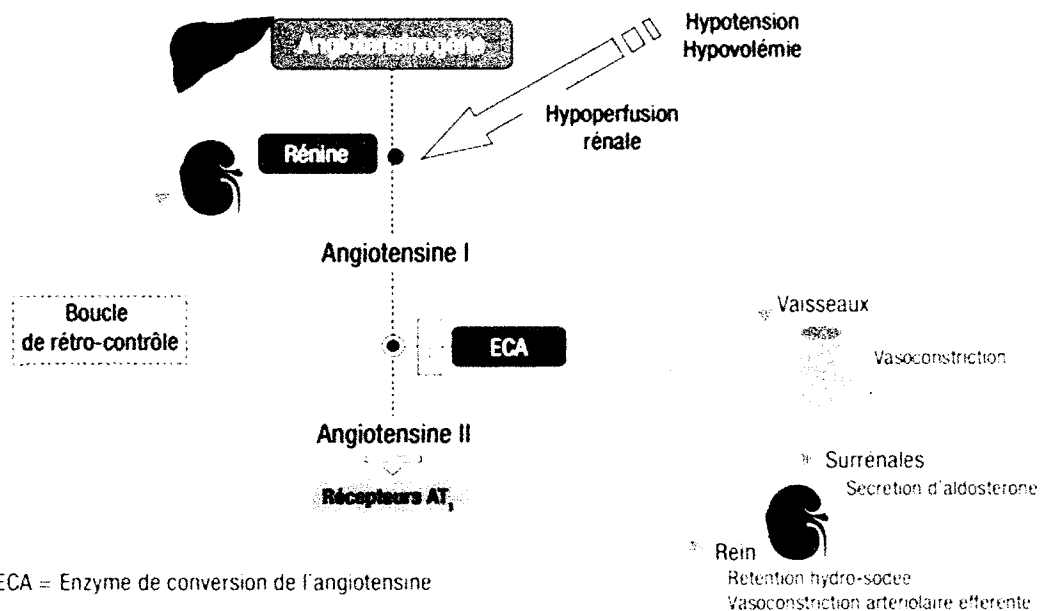 Angiotensinogène
Hypotension
Hypovolémie
Hypoperfusion
rénale
Rénine
Angiotensine I
Boucle
de rétro-contrôle
ECA
Vaisseaux
Vasoconstriction
Angiotensine II
Récepteurs AT₁
Surrénales
Secretion d'aldosterone
Rein
Retention hydro-sodee
Vasoconstriction arteriolaire efferente
ECA = Enzyme de conversion de l'angiotensine